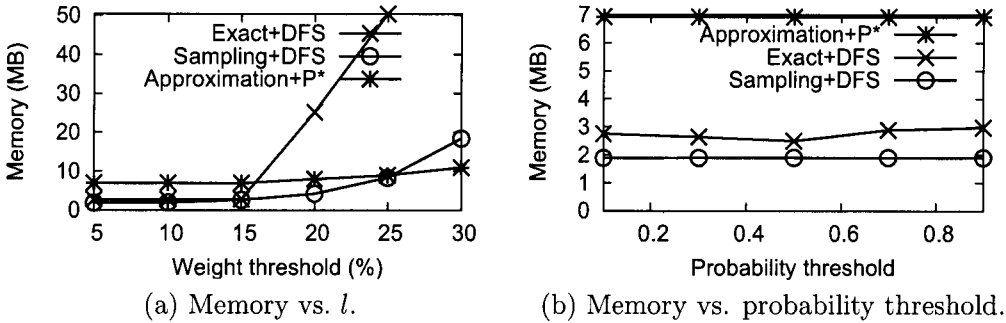 Memory (MB)
50
40
30
20
10
0
Exact+DFS
Sampling+DFS
Approximation+P*
5 10 15 20 25 30
Weight threshold (%)
(a) Memory vs. l.
Memory (MB)
7
6
5
4
3
2
1
0
Approximation+P*
Exact+DFS
Sampling+DFS
0.2 0.4 0.6 0.8
Probability threshold
(b) Memory vs. probability threshold.